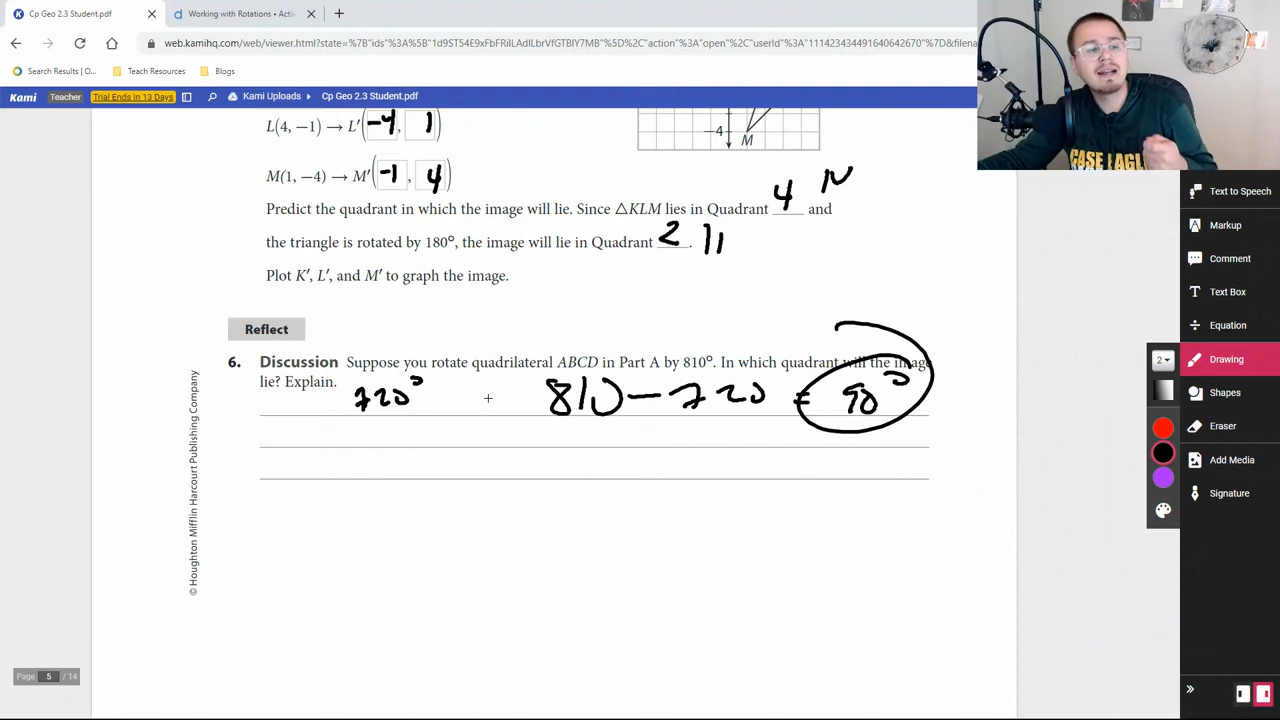 Cp Geo 2.3 Student.pdf
Working with Rotations • Acti
web.kamihq.com/web/viewer.html?state=%7B"ids"%3A%5B"1d9ST54E9xFbFRifLAdILbrVfGTBIY7MB"%5D%2C"action"%3A"open"%2C"userId"%3A"111423434491640642670"%7D&filena
Search Results | O...
Teach Resources
Blogs
Kami
Teacher
Trial Ends In 13 Days
Kami Uploads
Cp Geo 2.3 Student.pdf
L(4, −1) → L′(-4, 1)
−4
M
M(1, −4) → M′(-1, 4)
Predict the quadrant in which the image will lie. Since △KLM lies in Quadrant 4 and IV
the triangle is rotated by 180°, the image will lie in Quadrant 2. II
Plot K′, L′, and M′ to graph the image.
Reflect
6. Discussion Suppose you rotate quadrilateral ABCD in Part A by 810°. In which quadrant will the image
lie? Explain.
720° 810 − 720 = 90°
© Houghton Mifflin Harcourt Publishing Company
Page 5 / 14
CASE EAGL
Text to Speech
Markup
Comment
Text Box
Equation
2
Drawing
Shapes
Eraser
Add Media
Signature